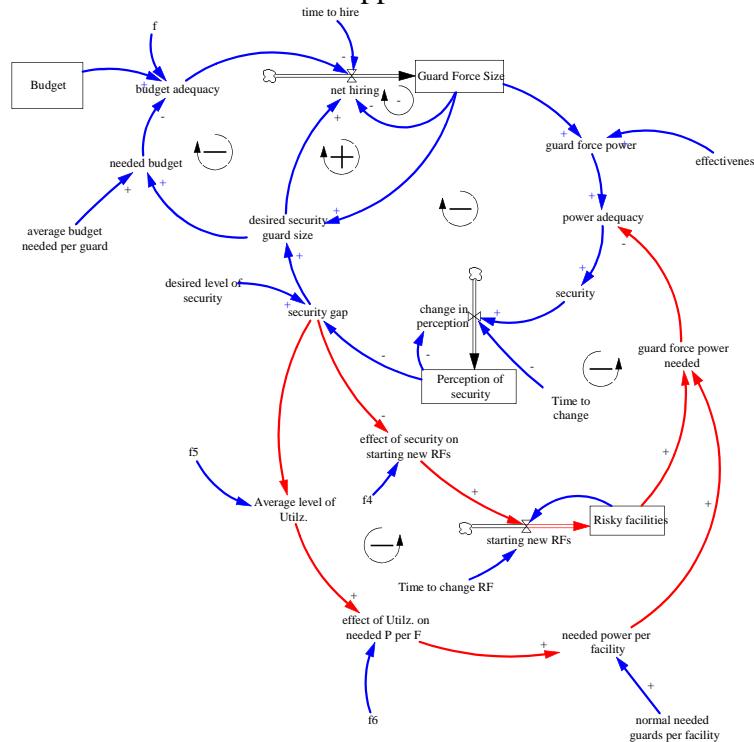 time to hire
f
Budget
budget adequacy
net hiring
Guard Force Size
guard force power
effectivenes
needed budget
average budget
needed per guard
desired security
guard size
power adequacy
desired level of
security
security gap
change in
perception
security
guard force power
needed
Perception of
security
Time to
change
effect of security on
starting new RFs
f5
f4
Average level of
Utilz.
Risky facilities
starting new RFs
Time to change RF
effect of Utilz. on
needed P per F
needed power per
facility
f6
normal needed
guards per facility